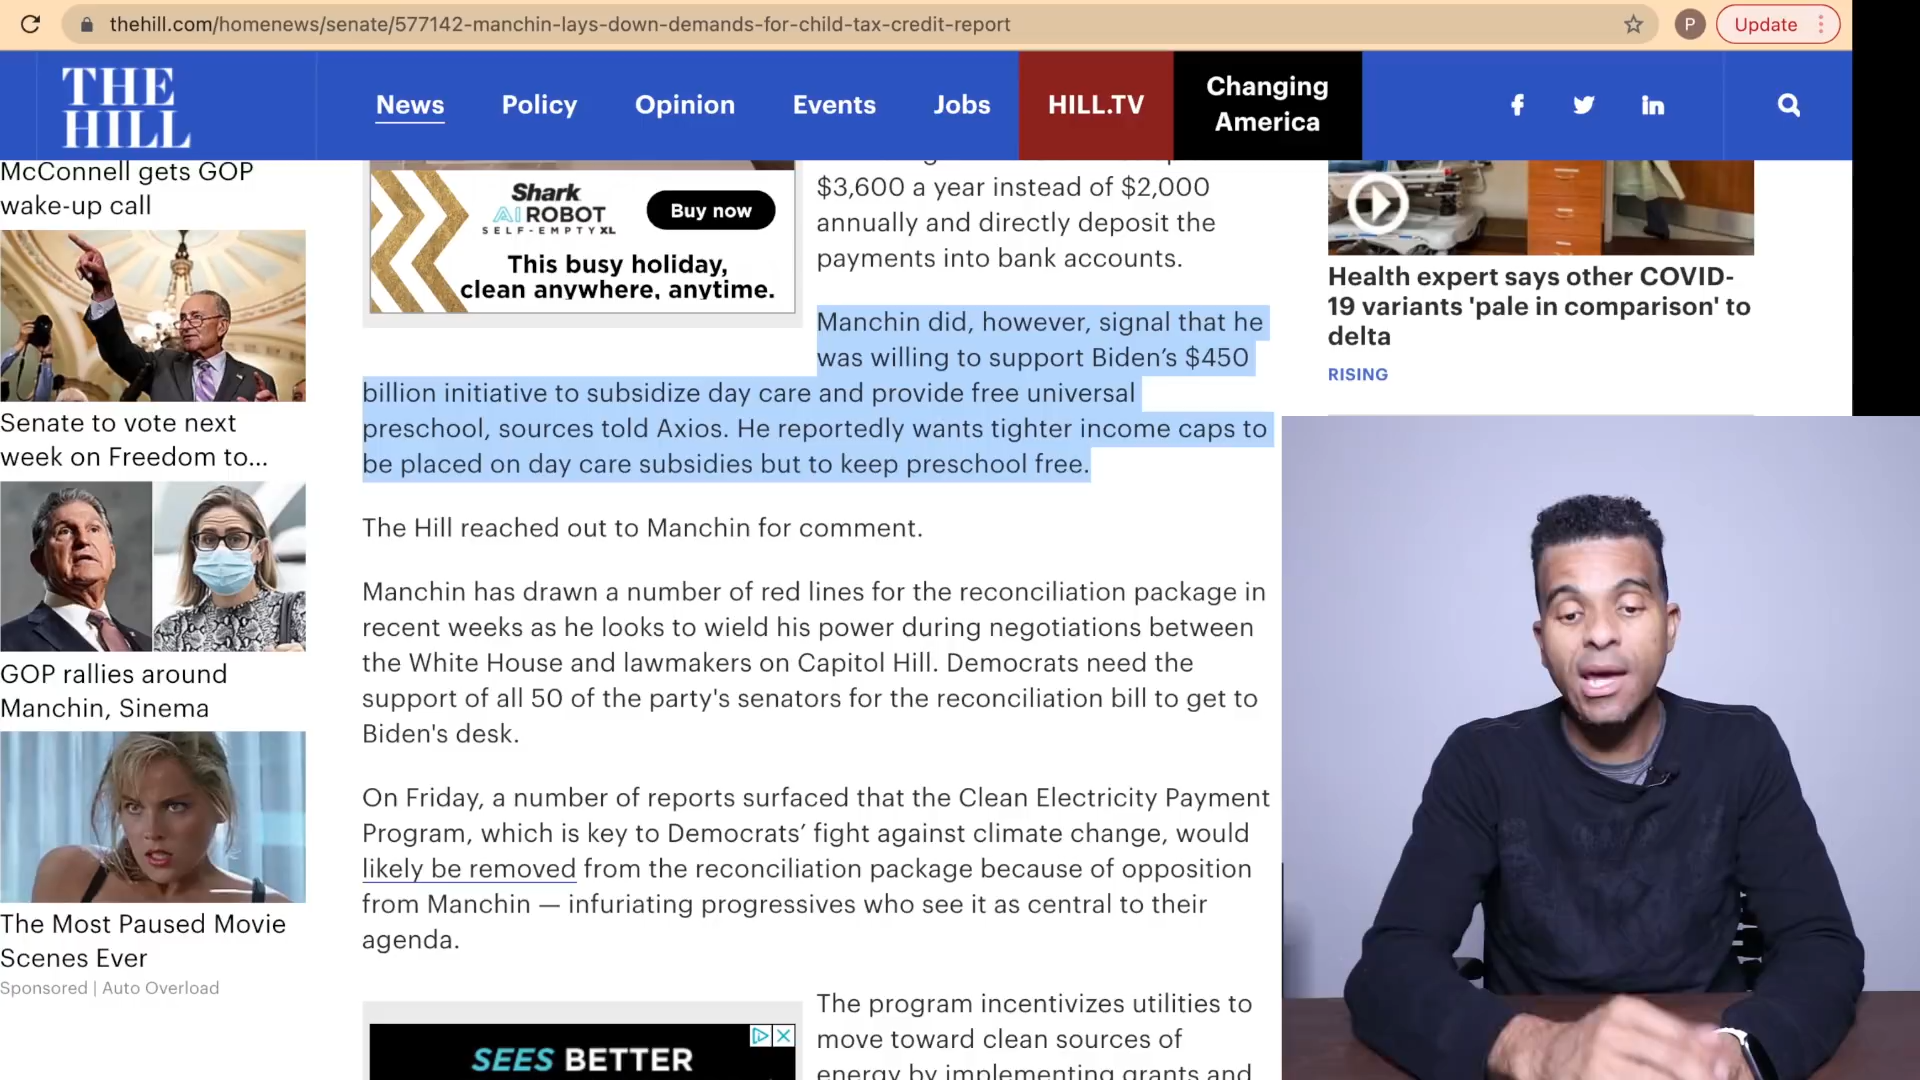 thehill.com/homenews/senate/577142-manchin-lays-down-demands-for-child-tax-credit-report
P
Update
THE
HILL
News
Policy
Opinion
Events
Jobs
HILL.TV
Changing
America
McConnell gets GOP
wake-up call
Senate to vote next
week on Freedom to...
GOP rallies around
Manchin, Sinema
The Most Paused Movie
Scenes Ever
Sponsored | Auto Overload
Shark
AI ROBOT
SELF-EMPTY XL
Buy now
This busy holiday,
clean anywhere, anytime.
$3,600 a year instead of $2,000
annually and directly deposit the
payments into bank accounts.
Manchin did, however, signal that he
was willing to support Biden’s $450
billion initiative to subsidize day care and provide free universal
preschool, sources told Axios. He reportedly wants tighter income caps to
be placed on day care subsidies but to keep preschool free.
The Hill reached out to Manchin for comment.
Manchin has drawn a number of red lines for the reconciliation package in
recent weeks as he looks to wield his power during negotiations between
the White House and lawmakers on Capitol Hill. Democrats need the
support of all 50 of the party's senators for the reconciliation bill to get to
Biden's desk.
On Friday, a number of reports surfaced that the Clean Electricity Payment
Program, which is key to Democrats’ fight against climate change, would
likely be removed from the reconciliation package because of opposition
from Manchin — infuriating progressives who see it as central to their
agenda.
SEES BETTER
The program incentivizes utilities to
move toward clean sources of
energy by implementing grants and
Health expert says other COVID-
19 variants 'pale in comparison' to
delta
RISING